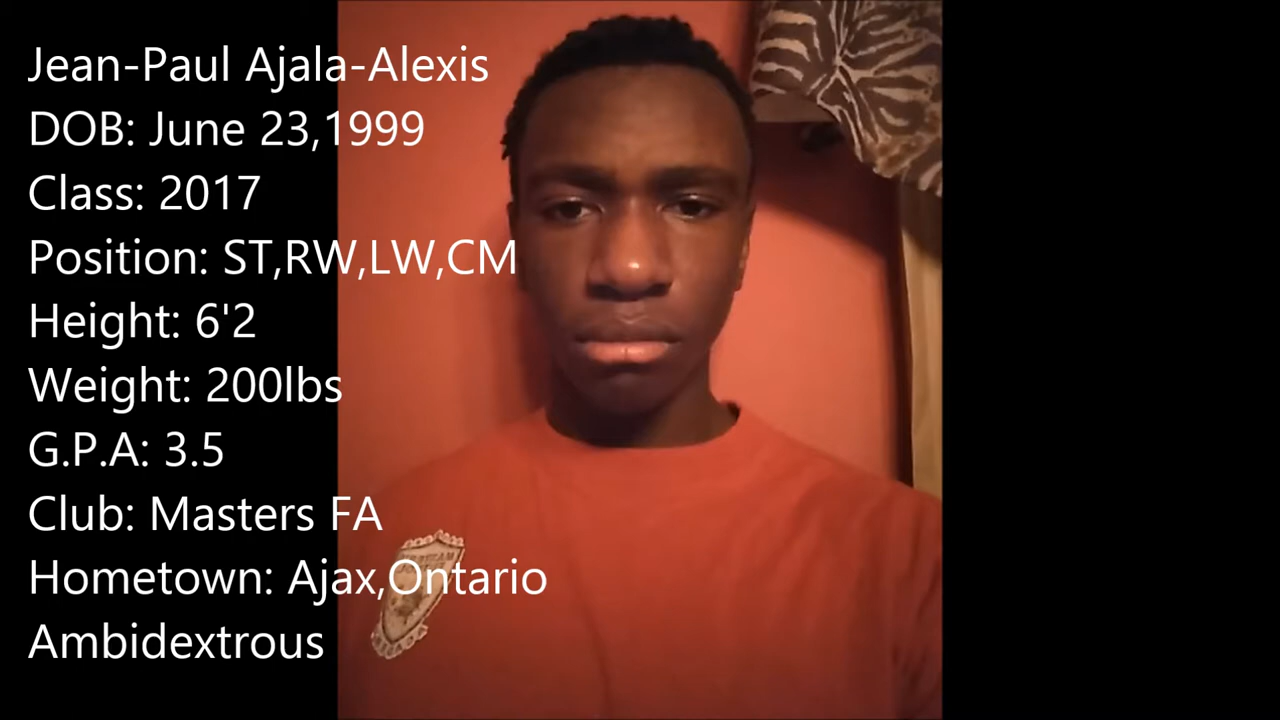 Jean-Paul Ajala-Alexis
DOB: June 23,1999
Class: 2017
Position: ST,RW,LW,CM
Height: 6'2
Weight: 200lbs
G.P.A: 3.5
Club: Masters FA
Hometown: Ajax,Ontario
Ambidextrous